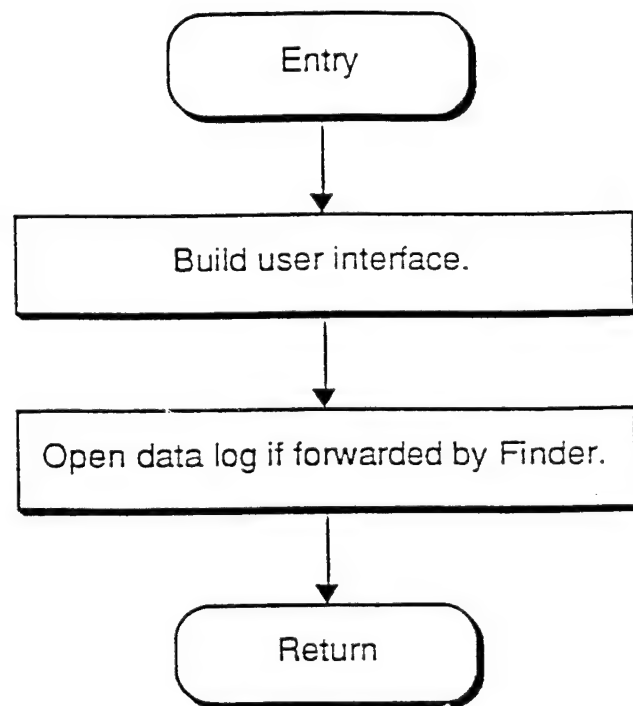 Entry
Build user interface.
Open data log if forwarded by Finder.
Return